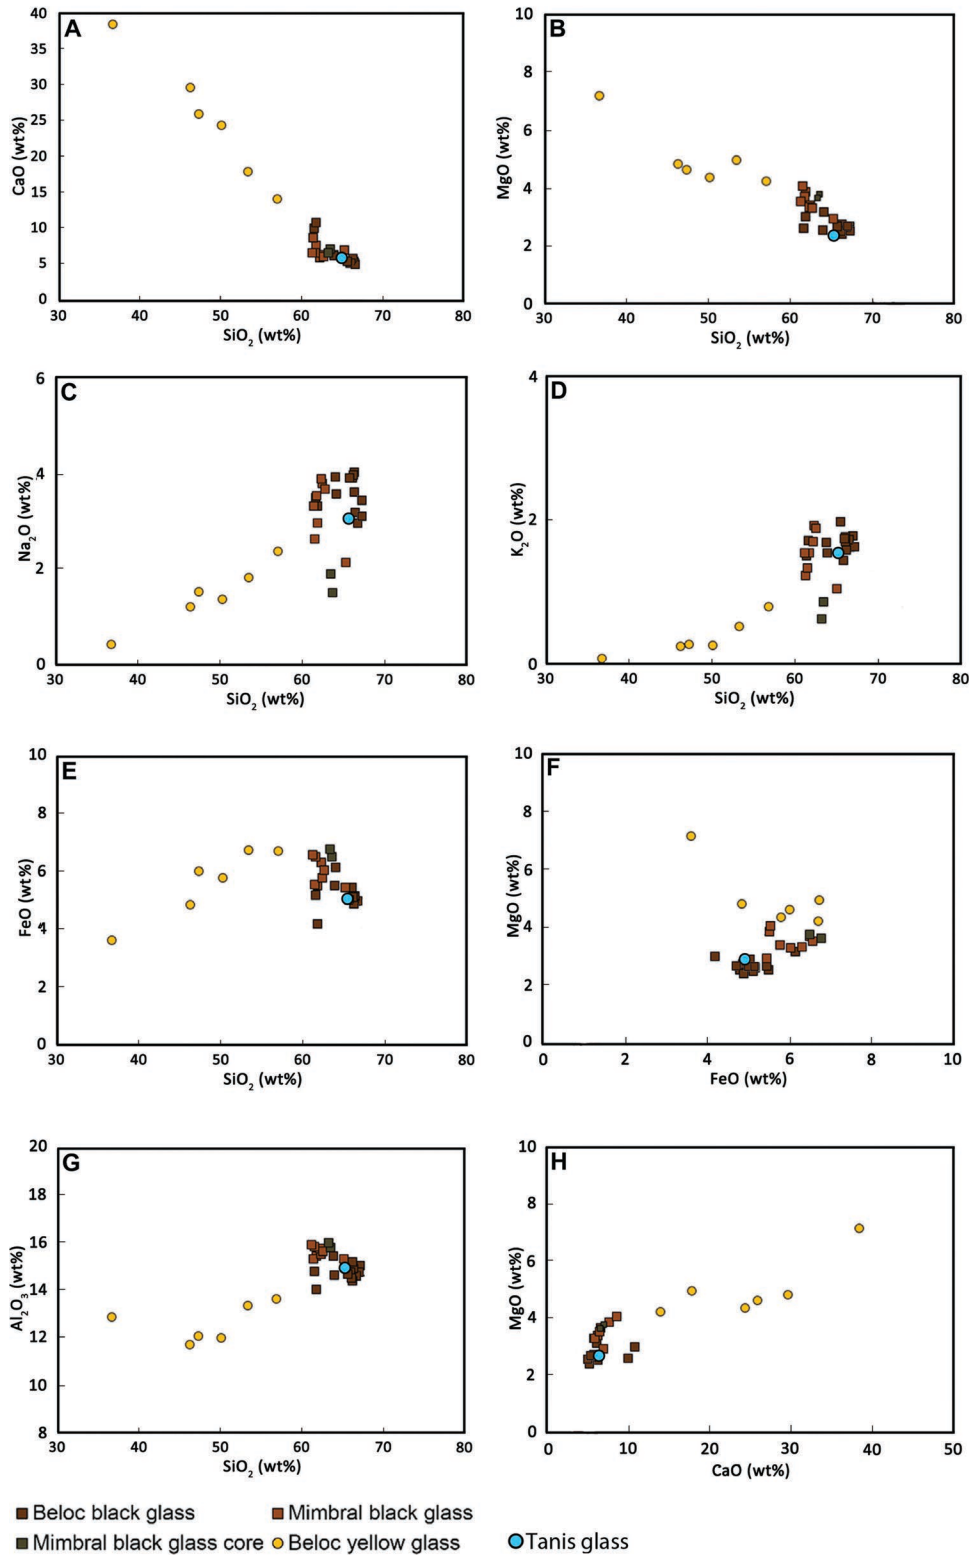 A
40
35
30
25
20
15
10
5
0
CaO (wt%)
30 40 50 60 70 80
SiO₂ (wt%)
B
10
8
6
4
2
0
MgO (wt%)
30 40 50 60 70 80
SiO₂ (wt%)
C
6
4
2
0
Na₂O (wt%)
30 40 50 60 70 80
SiO₂ (wt%)
D
4
2
0
K₂O (wt%)
30 40 50 60 70 80
SiO₂ (wt%)
E
10
8
6
4
2
0
FeO (wt%)
30 40 50 60 70 80
SiO₂ (wt%)
F
10
8
6
4
2
0
MgO (wt%)
0 2 4 6 8 10
FeO (wt%)
G
20
18
16
14
12
10
8
Al₂O₃ (wt%)
30 40 50 60 70 80
SiO₂ (wt%)
H
10
8
6
4
2
0
MgO (wt%)
0 10 20 30 40 50
CaO (wt%)
Beloc black glass Mimbral black glass
Mimbral black glass core Beloc yellow glass Tanis glass